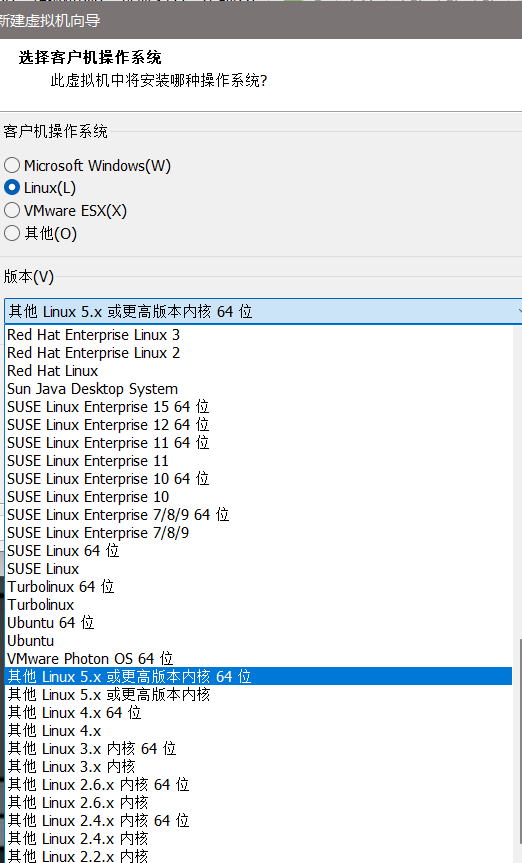 新建虚拟机向导
选择客户机操作系统
此虚拟机中将安装哪种操作系统?
客户机操作系统
Microsoft Windows(W)
Linux(L)
VMware ESX(X)
其他(O)
版本(V)
其他 Linux 5.x 或更高版本内核 64 位
Red Hat Enterprise Linux 3
Red Hat Enterprise Linux 2
Red Hat Linux
Sun Java Desktop System
SUSE Linux Enterprise 15 64 位
SUSE Linux Enterprise 12 64 位
SUSE Linux Enterprise 11 64 位
SUSE Linux Enterprise 11
SUSE Linux Enterprise 10 64 位
SUSE Linux Enterprise 10
SUSE Linux Enterprise 7/8/9 64 位
SUSE Linux Enterprise 7/8/9
SUSE Linux 64 位
SUSE Linux
Turbolinux 64 位
Turbolinux
Ubuntu 64 位
Ubuntu
VMware Photon OS 64 位
其他 Linux 5.x 或更高版本内核 64 位
其他 Linux 5.x 或更高版本内核
其他 Linux 4.x 64 位
其他 Linux 4.x
其他 Linux 3.x 内核 64 位
其他 Linux 3.x 内核
其他 Linux 2.6.x 内核 64 位
其他 Linux 2.6.x 内核
其他 Linux 2.4.x 内核 64 位
其他 Linux 2.4.x 内核
其他 Linux 2.2.x 内核